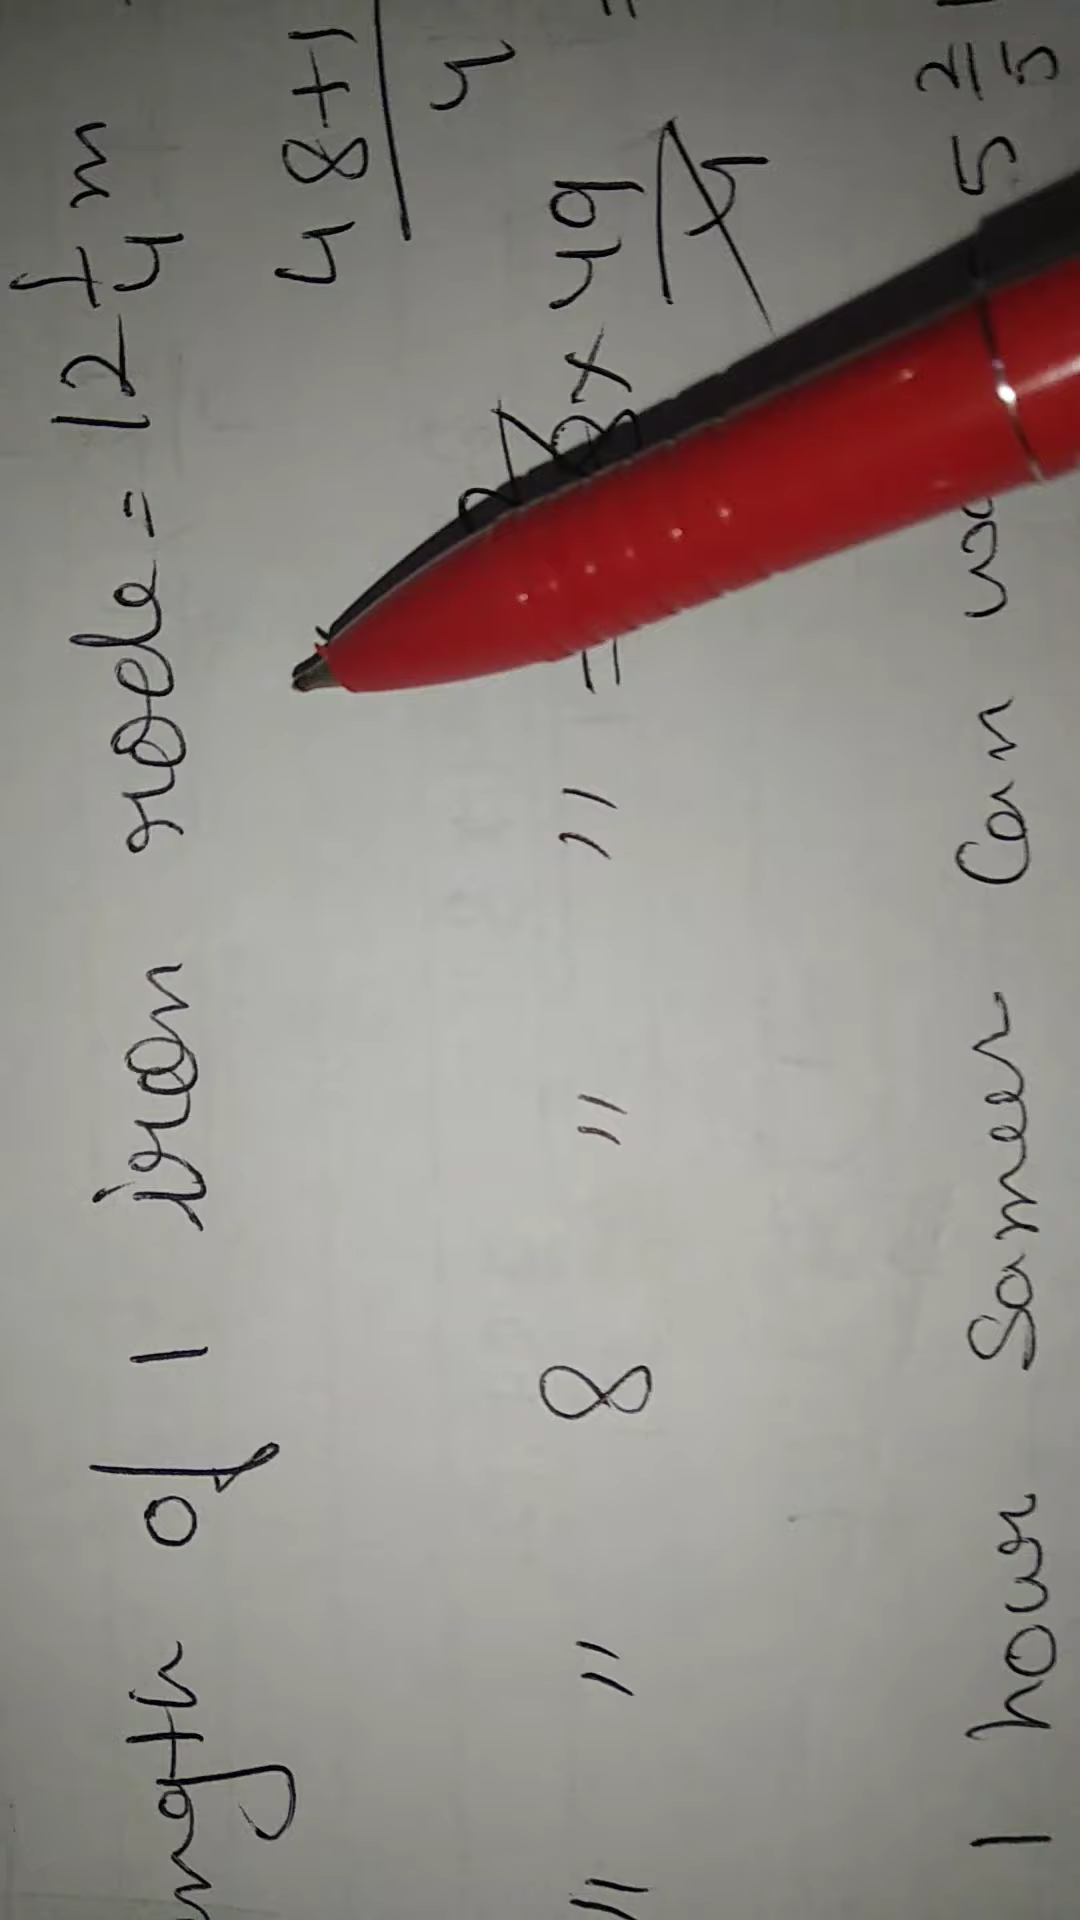 of 1 iron rode = 12 1/4 m
48+1
4
" 8 " " = 8 × 49
4
1 hour Sameer Can 5 2/5